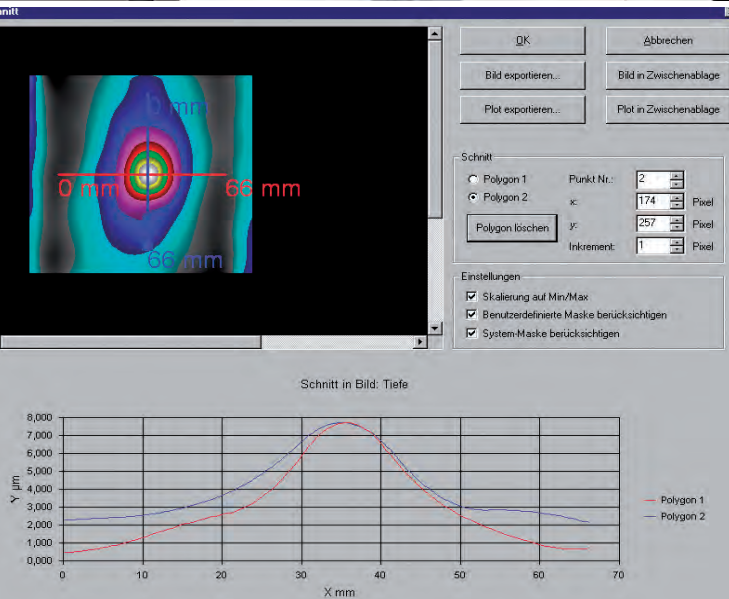 hnitt
0 mm
0 mm
66 mm
66 mm
OK
Abbrechen
Bild exportieren...
Bild in Zwischenablage
Plot exportieren...
Plot in Zwischenablage
Schnitt
Polygon 1
Polygon 2
Polygon löschen
Punkt Nr.: 2
x: 174 Pixel
y: 257 Pixel
Inkrement: 1 Pixel
Einstellungen
Skalierung auf Min/Max
Benutzerdefinierte Maske berücksichtigen
System-Maske berücksichtigen
Schnitt in Bild: Tiefe
8,000
7,000
6,000
5,000
4,000
3,000
2,000
1,000
0,000
Y µm
0 10 20 30 40 50 60 70
X mm
Polygon 1
Polygon 2